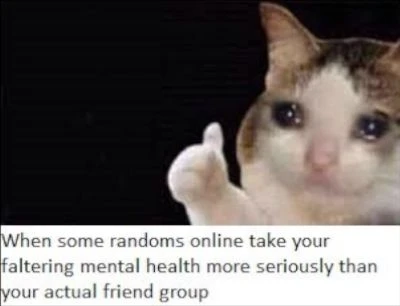 When some randoms online take your
faltering mental health more seriously than
your actual friend group